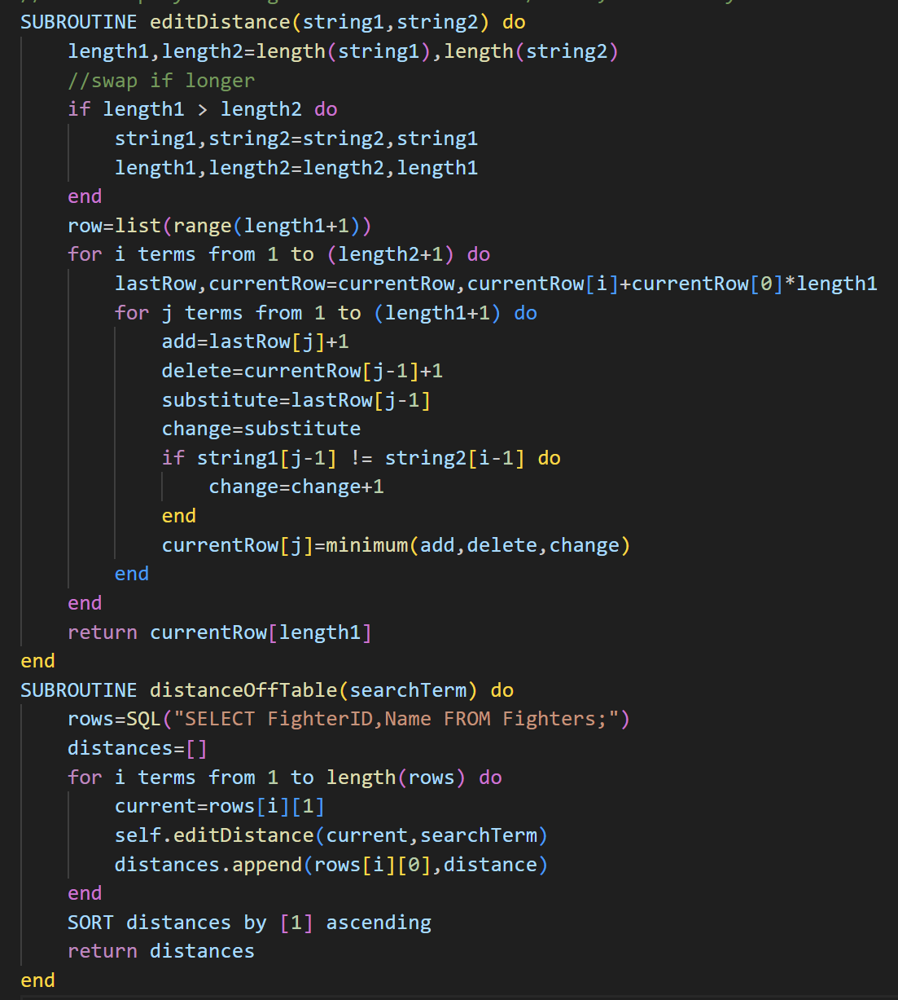 SUBROUTINE editDistance(string1,string2) do
    length1,length2=length(string1),length(string2)
    //swap if longer
    if length1 > length2 do
        string1,string2=string2,string1
        length1,length2=length2,length1
    end
    row=list(range(length1+1))
    for i terms from 1 to (length2+1) do
        lastRow,currentRow=currentRow,currentRow[i]+currentRow[0]*length1
        for j terms from 1 to (length1+1) do
            add=lastRow[j]+1
            delete=currentRow[j-1]+1
            substitute=lastRow[j-1]
            change=substitute
            if string1[j-1] != string2[i-1] do
                change=change+1
            end
            currentRow[j]=minimum(add,delete,change)
        end
    end
    return currentRow[length1]
end
SUBROUTINE distanceOffTable(searchTerm) do
    rows=SQL("SELECT FighterID,Name FROM Fighters;")
    distances=[]
    for i terms from 1 to length(rows) do
        current=rows[i][1]
        self.editDistance(current,searchTerm)
        distances.append(rows[i][0],distance)
    end
    SORT distances by [1] ascending
    return distances
end